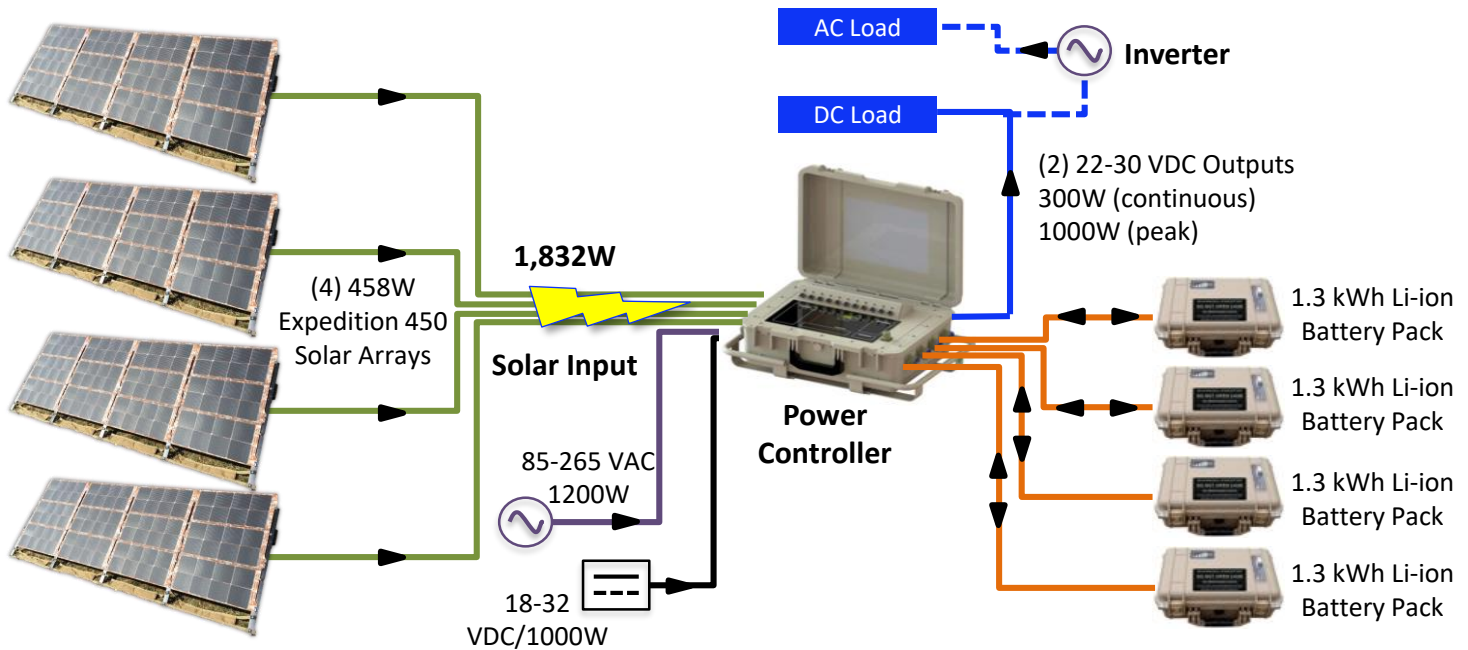 AC Load
Inverter
DC Load
(2) 22-30 VDC Outputs
300W (continuous)
1000W (peak)
1,832W
(4) 458W
Expedition 450
Solar Arrays
Solar Input
Power
Controller
85-265 VAC
1200W
18-32
VDC/1000W
1.3 kWh Li-ion
Battery Pack
1.3 kWh Li-ion
Battery Pack
1.3 kWh Li-ion
Battery Pack
1.3 kWh Li-ion
Battery Pack